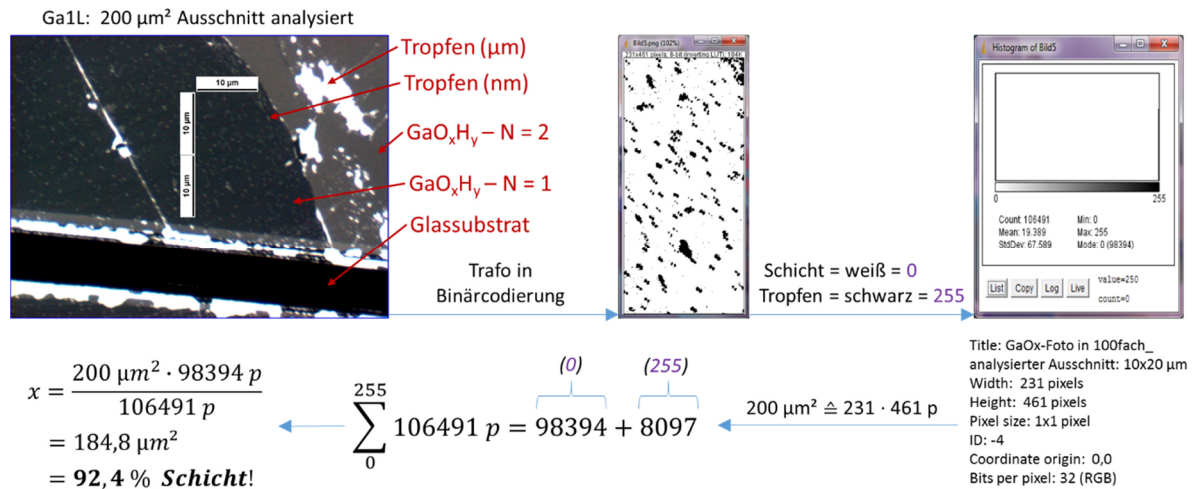 Ga1L: 200 µm² Ausschnitt analysiert
10 µm
10 µm
10 µm
Tropfen (µm)
Tropfen (nm)
GaOxHy – N = 2
GaOxHy – N = 1
Glassubstrat
Trafo in
Binärcodierung
Bild5.png (102%)
Schicht = weiß = 0
Tropfen = schwarz = 255
Histogram of Bild5
0 255
Count: 106491 Min: 0
Mean: 19.389 Max: 255
StdDev: 67.589 Mode: 0 (98394)
List Copy Log Live
value=250
count=0
Title: GaOx-Foto in 100fach_
analysierter Ausschnitt: 10x20 µm
Width: 231 pixels
Height: 461 pixels
Pixel size: 1x1 pixel
ID: -4
Coordinate origin: 0,0
Bits per pixel: 32 (RGB)
200 µm² ≙ 231 · 461 p
(0) (255)
255
∑ 106491 p = 98394 + 8097
0
x = 200 µm² · 98394 p / 106491 p
= 184,8 µm²
= 92,4 % Schicht!